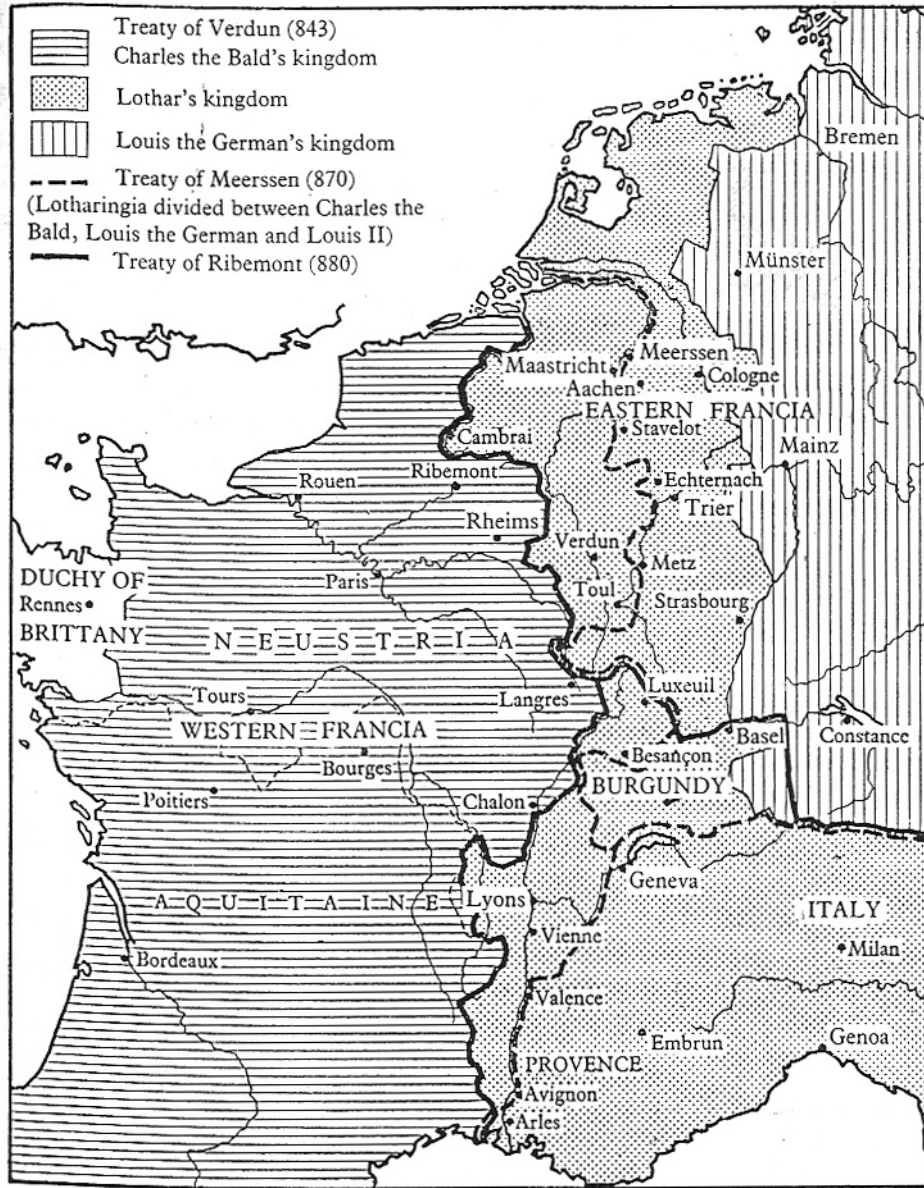 Treaty of Verdun (843)
Charles the Bald's kingdom
Lothar's kingdom
Louis the German's kingdom
Treaty of Meerssen (870)
(Lotharingia divided between Charles the
Bald, Louis the German and Louis II)
Treaty of Ribemont (880)
Bremen
Münster
Meerssen
Maastricht
Cologne
Aachen
EASTERN FRANCIA
Stavelot
Cambrai
Mainz
Ribemont
Echternach
Rouen
Trier
Rheims
Verdun
Metz
Paris
DUCHY OF
Toul
Strasbourg
Rennes
BRITTANY
NEUSTRIA
Langres
Luxeuil
Tours
WESTERN FRANCIA
Basel
Constance
Besançon
Bourges
BURGUNDY
Poitiers
Chalon
Geneva
AQUITAINE
Lyons
ITALY
Vienne
Milan
Bordeaux
Valence
Embrun
Genoa
PROVENCE
Avignon
Arles